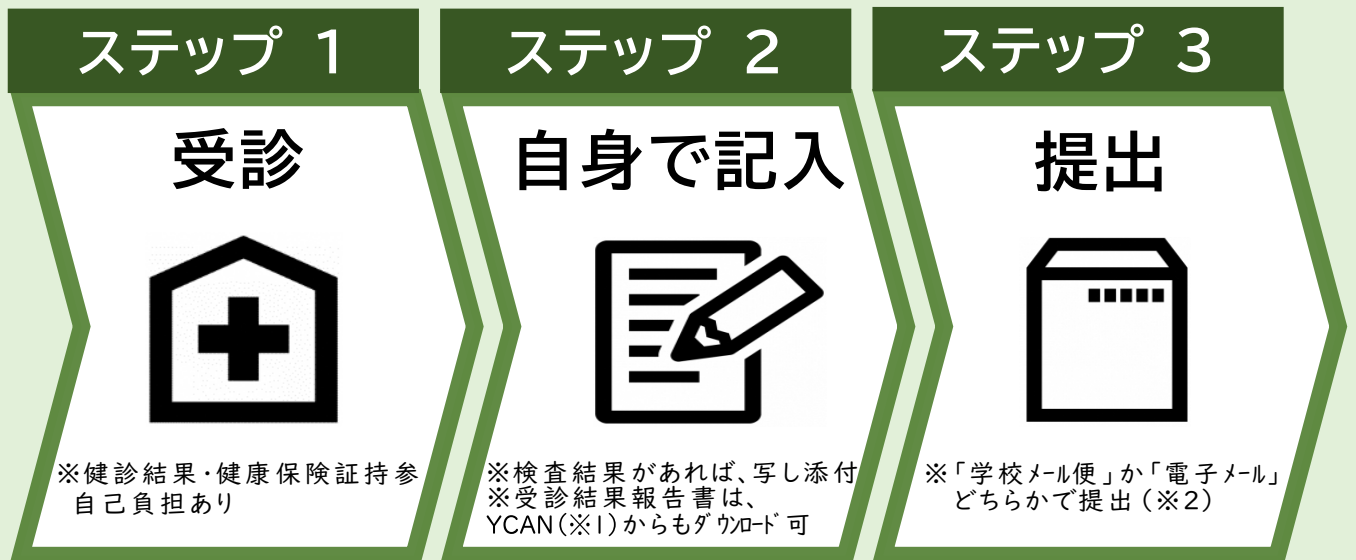 ステップ 1
受診
※健診結果・健康保険証持参
自己負担あり
ステップ 2
自身で記入
※検査結果があれば、写し添付
※受診結果報告書は、
YCAN(※1)からもダウンロード可
ステップ 3
提出
※「学校メール便」か「電子メール」
どちらかで提出(※2)